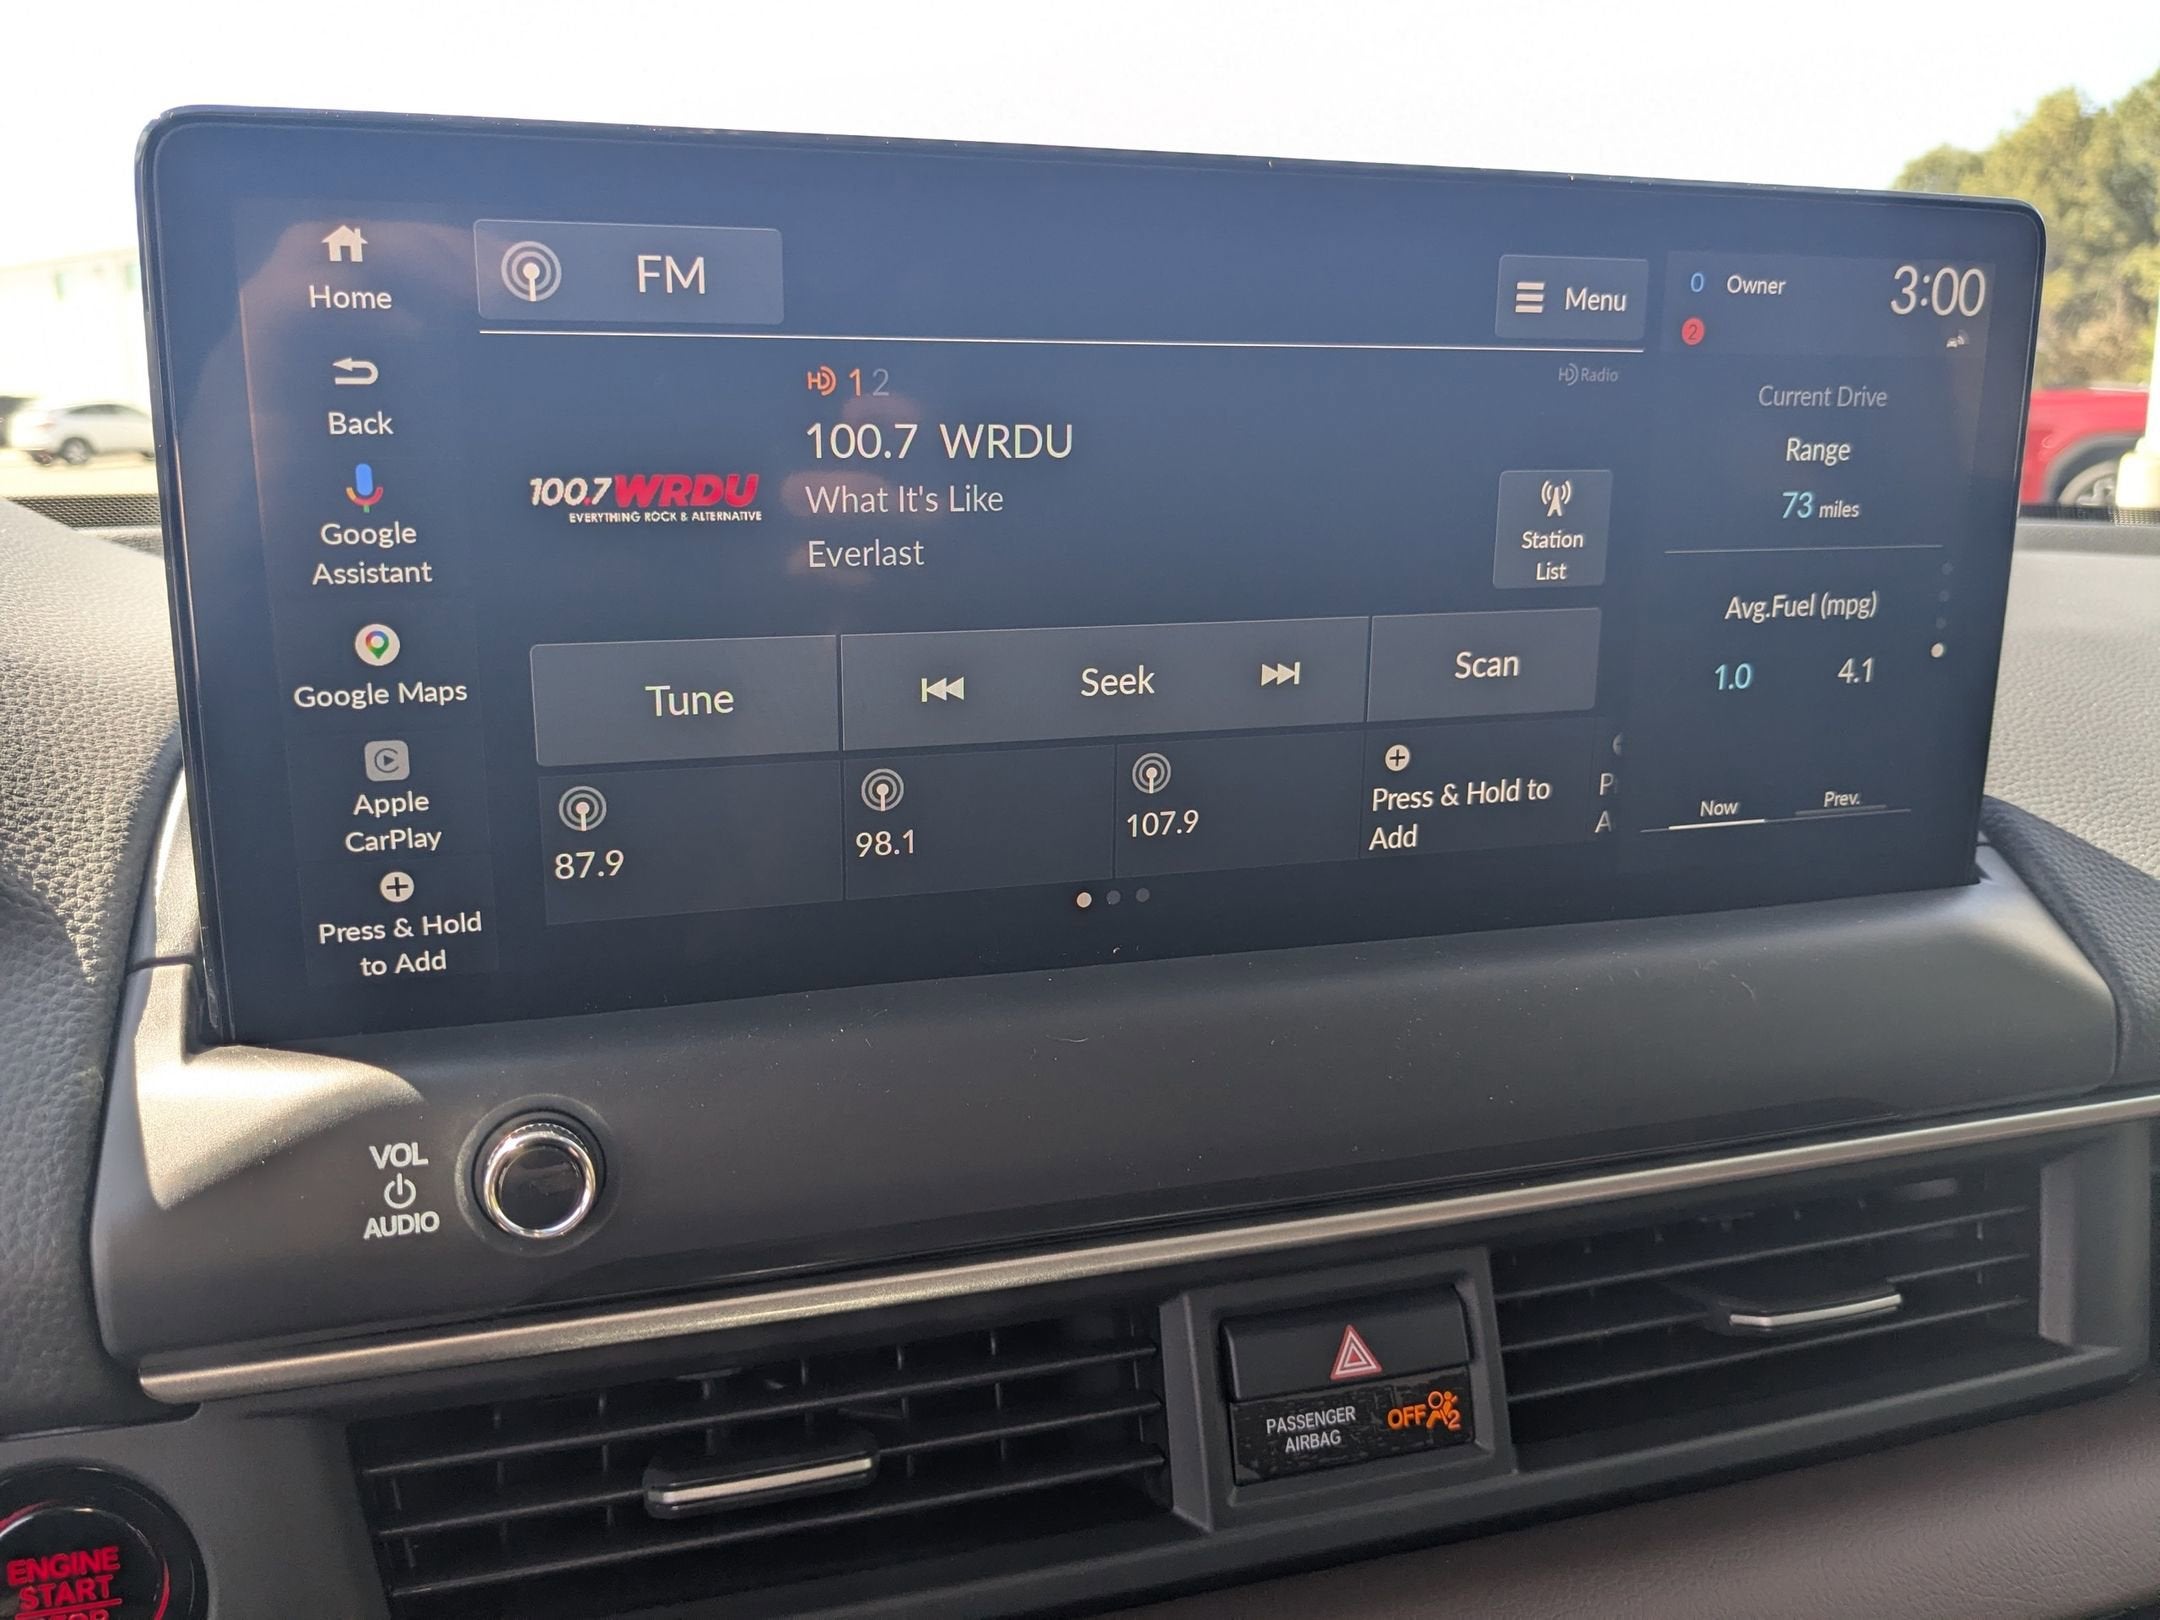 Home
Back
Google
Assistant
Google Maps
Apple
CarPlay
Press & Hold
to Add
FM
Menu
HD 1 2
HD Radio
100.7 WRDU
What It's Like
Everlast
100.7 WRDU
EVERYTHING ROCK & ALTERNATIVE
Station
List
Tune
Seek
Scan
87.9
98.1
107.9
Press & Hold to
Add
P
A
0 Owner
3:00
2
Current Drive
Range
73 miles
Avg.Fuel (mpg)
1.0 4.1
Now Prev.
VOL
AUDIO
PASSENGER
AIRBAG
OFF 2
ENGINE
START
STOP